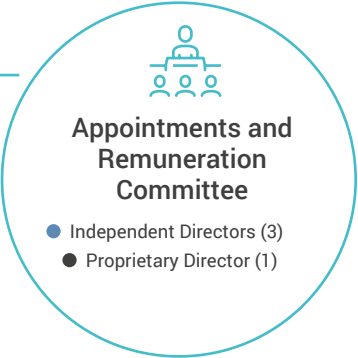 Appointments and
Remuneration
Committee
Independent Directors (3)
Proprietary Director (1)